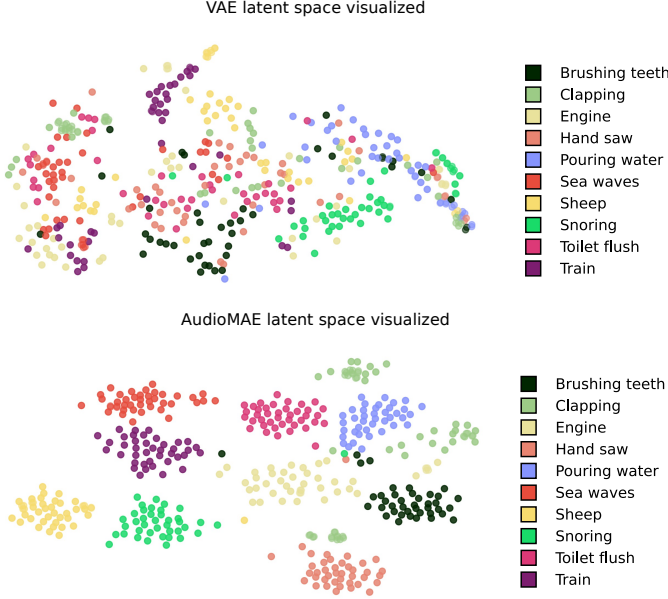 VAE latent space visualized
Brushing teeth
Clapping
Engine
Hand saw
Pouring water
Sea waves
Sheep
Snoring
Toilet flush
Train
AudioMAE latent space visualized
Brushing teeth
Clapping
Engine
Hand saw
Pouring water
Sea waves
Sheep
Snoring
Toilet flush
Train